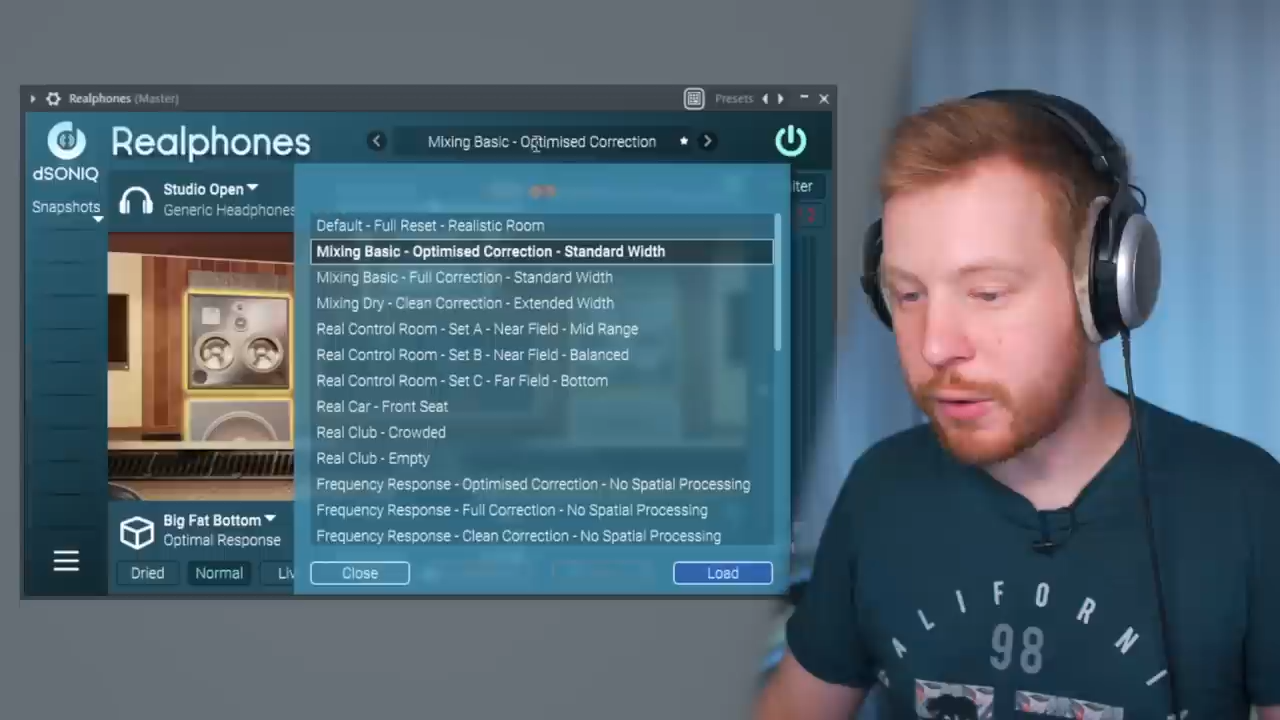 Realphones (Master)
Presets
dSONIQ
Realphones
Mixing Basic - Optimised Correction
Snapshots
Studio Open
Generic Headphones
Default - Full Reset - Realistic Room
Mixing Basic - Optimised Correction - Standard Width
Mixing Basic - Full Correction - Standard Width
Mixing Dry - Clean Correction - Extended Width
Real Control Room - Set A - Near Field - Mid Range
Real Control Room - Set B - Near Field - Balanced
Real Control Room - Set C - Far Field - Bottom
Real Car - Front Seat
Real Club - Crowded
Real Club - Empty
Frequency Response - Optimised Correction - No Spatial Processing
Frequency Response - Full Correction - No Spatial Processing
Frequency Response - Clean Correction - No Spatial Processing
Big Fat Bottom
Optimal Response
Dried
Normal
Close
Load
ALIFORNI
98